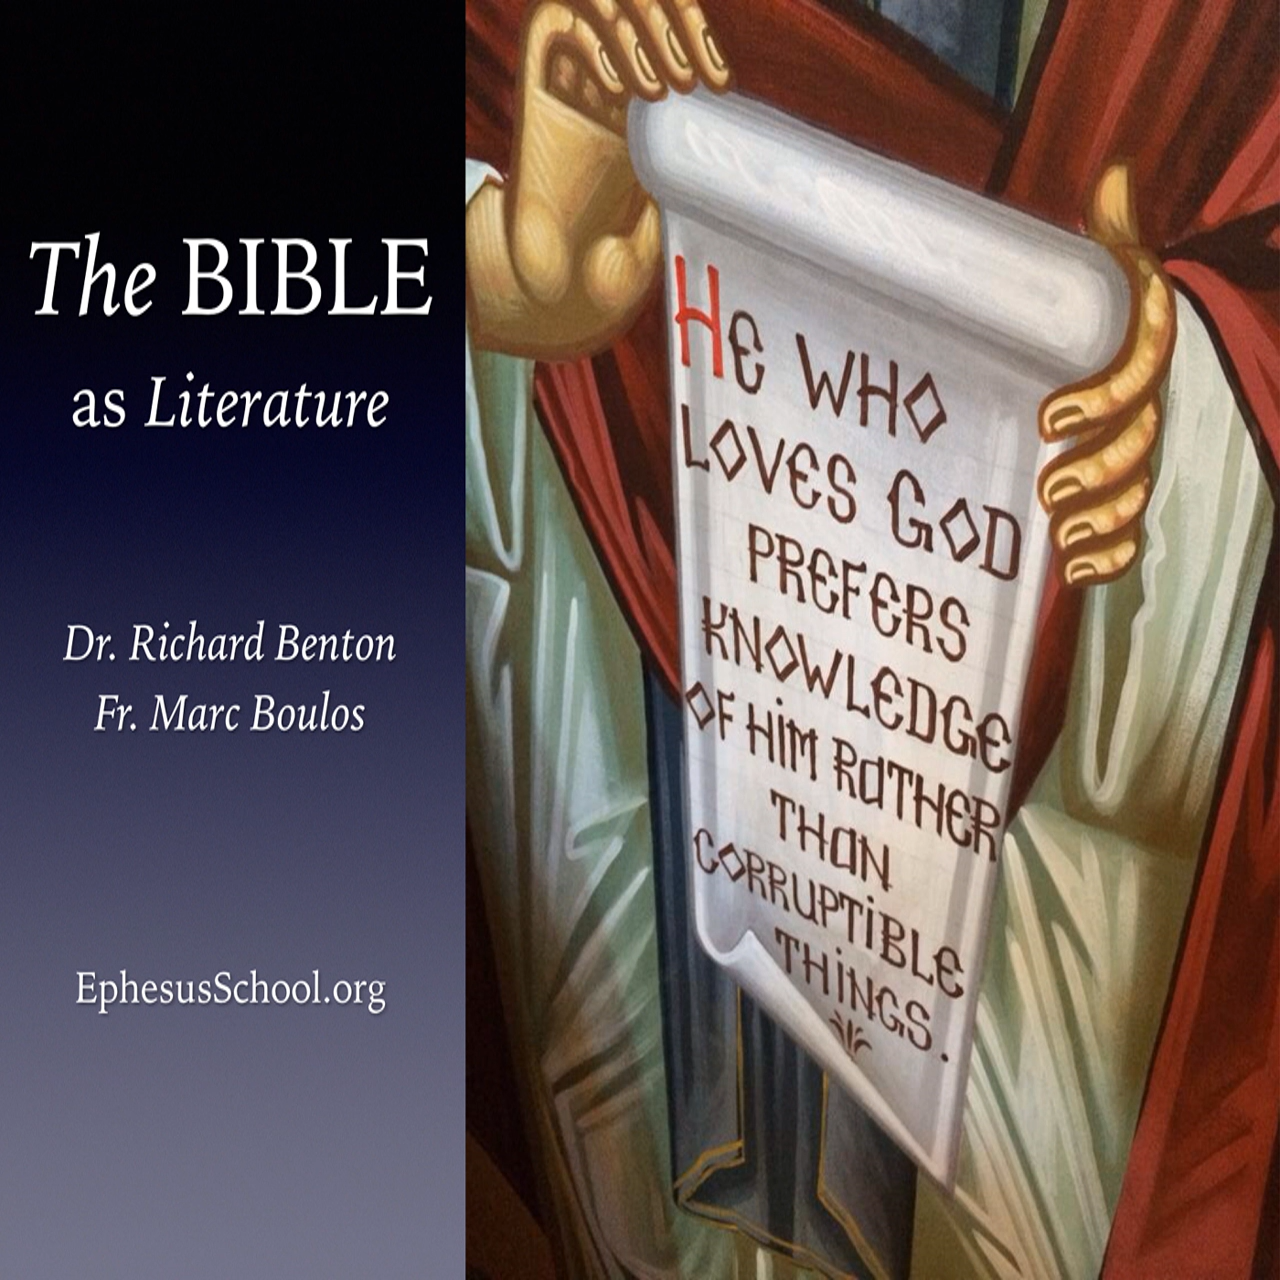 The BIBLE
as Literature
Dr. Richard Benton
Fr. Marc Boulos
EphesusSchool.org
HE WHO
LOVES GOD
PREFERS
KNOWLEDGE
OF HIM RATHER
THAN
CORRUPTIBLE
THINGS.